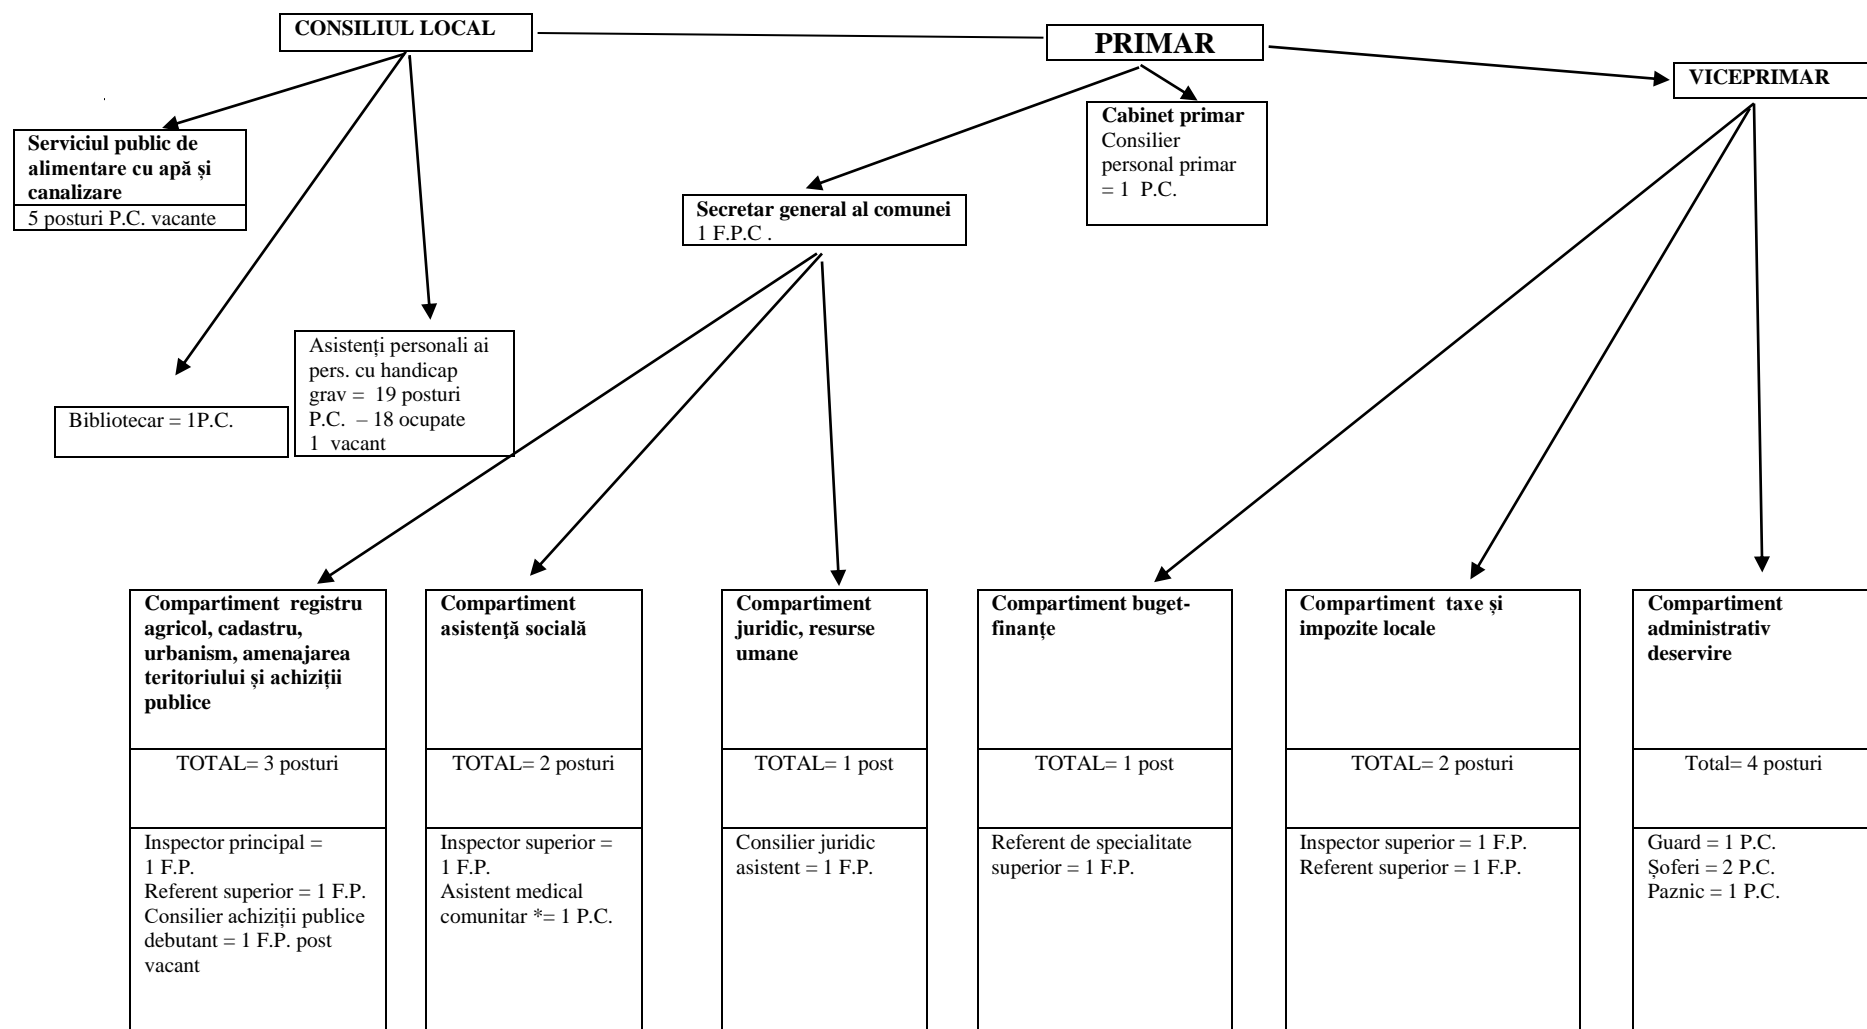 CONSILIUL LOCAL
PRIMAR
VICEPRIMAR
Serviciul public de
alimentare cu apă și
canalizare
5 posturi P.C. vacante
Cabinet primar
Consilier
personal primar
= 1 P.C.
Secretar general al comunei
1 F.P.C .
Bibliotecar = 1P.C.
Asistenți personali ai
pers. cu handicap
grav = 19 posturi
P.C. – 18 ocupate
1 vacant
Compartiment registru
agricol, cadastru,
urbanism, amenajarea
teritoriului și achiziții
publice
TOTAL= 3 posturi
Inspector principal =
1 F.P.
Referent superior = 1 F.P.
Consilier achiziții publice
debutant = 1 F.P. post
vacant
Compartiment
asistenţă socială
TOTAL= 2 posturi
Inspector superior =
1 F.P.
Asistent medical
comunitar *= 1 P.C.
Compartiment
juridic, resurse
umane
TOTAL= 1 post
Consilier juridic
asistent = 1 F.P.
Compartiment buget-
finanțe
TOTAL= 1 post
Referent de specialitate
superior = 1 F.P.
Compartiment taxe și
impozite locale
TOTAL= 2 posturi
Inspector superior = 1 F.P.
Referent superior = 1 F.P.
Compartiment
administrativ
deservire
Total= 4 posturi
Guard = 1 P.C.
Șoferi = 2 P.C.
Paznic = 1 P.C.